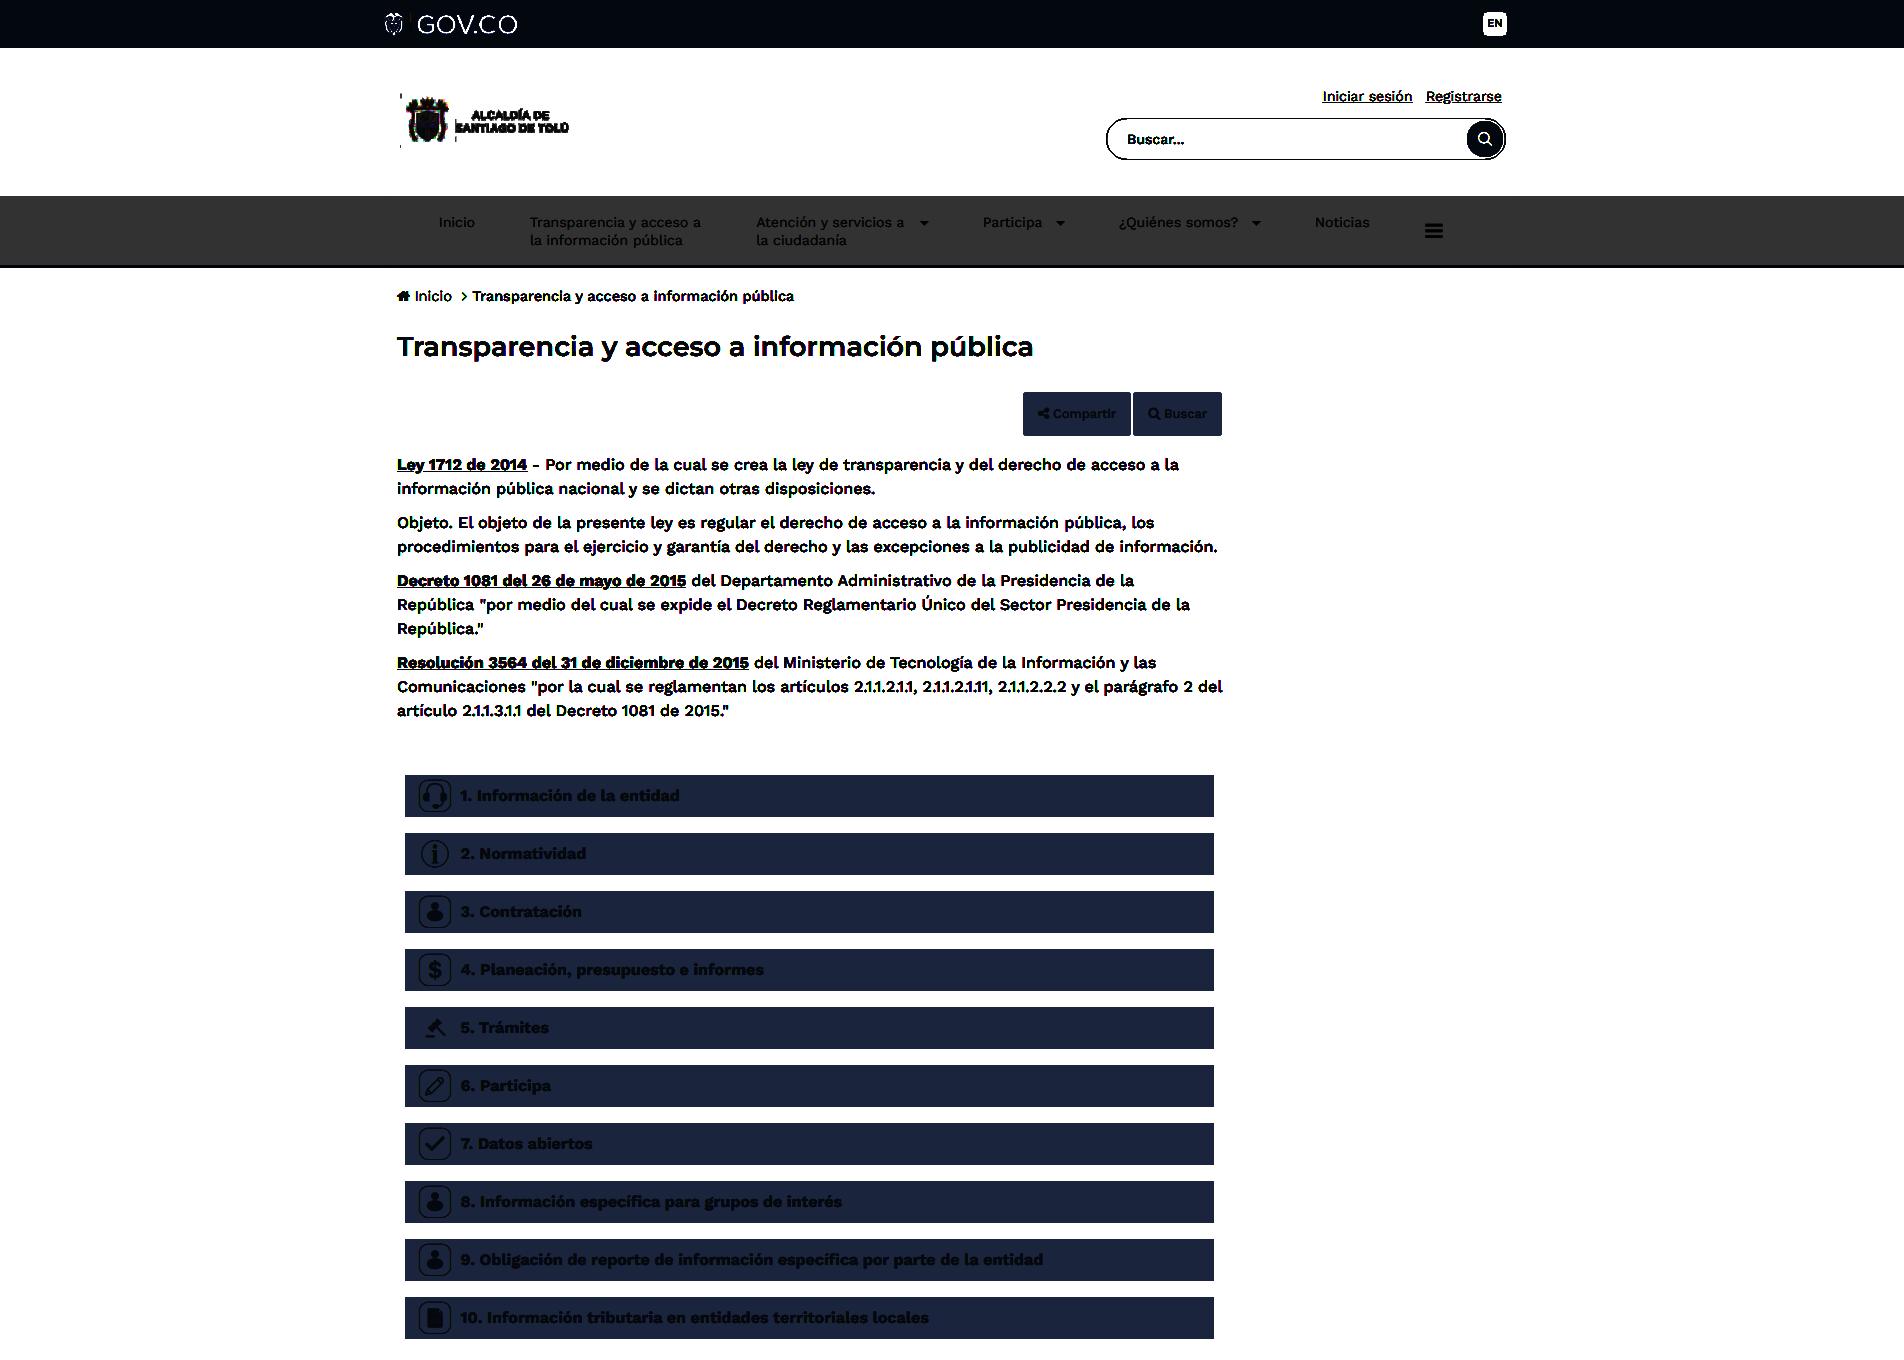 GOV.CO
EN
Iniciar sesión Registrarse
ALCALDÍA DE
SANTIAGO DE TOLÚ
Buscar...
Inicio
Transparencia y acceso a
la información pública
Atención y servicios a
la ciudadanía
Participa
¿Quiénes somos?
Noticias
Inicio > Transparencia y acceso a información pública
Transparencia y acceso a información pública
Compartir
Buscar
Ley 1712 de 2014 - Por medio de la cual se crea la ley de transparencia y del derecho de acceso a la
información pública nacional y se dictan otras disposiciones.
Objeto. El objeto de la presente ley es regular el derecho de acceso a la información pública, los
procedimientos para el ejercicio y garantía del derecho y las excepciones a la publicidad de información.
Decreto 1081 del 26 de mayo de 2015 del Departamento Administrativo de la Presidencia de la
República "por medio del cual se expide el Decreto Reglamentario Único del Sector Presidencia de la
República."
Resolución 3564 del 31 de diciembre de 2015 del Ministerio de Tecnología de la Información y las
Comunicaciones "por la cual se reglamentan los artículos 2.1.1.2.1.1, 2.1.1.2.1.11, 2.1.1.2.2.2 y el parágrafo 2 del
artículo 2.1.1.3.1.1 del Decreto 1081 de 2015."
1. Información de la entidad
2. Normatividad
3. Contratación
4. Planeación, presupuesto e informes
5. Trámites
6. Participa
7. Datos abiertos
8. Información específica para grupos de interés
9. Obligación de reporte de información específica por parte de la entidad
10. Información tributaria en entidades territoriales locales